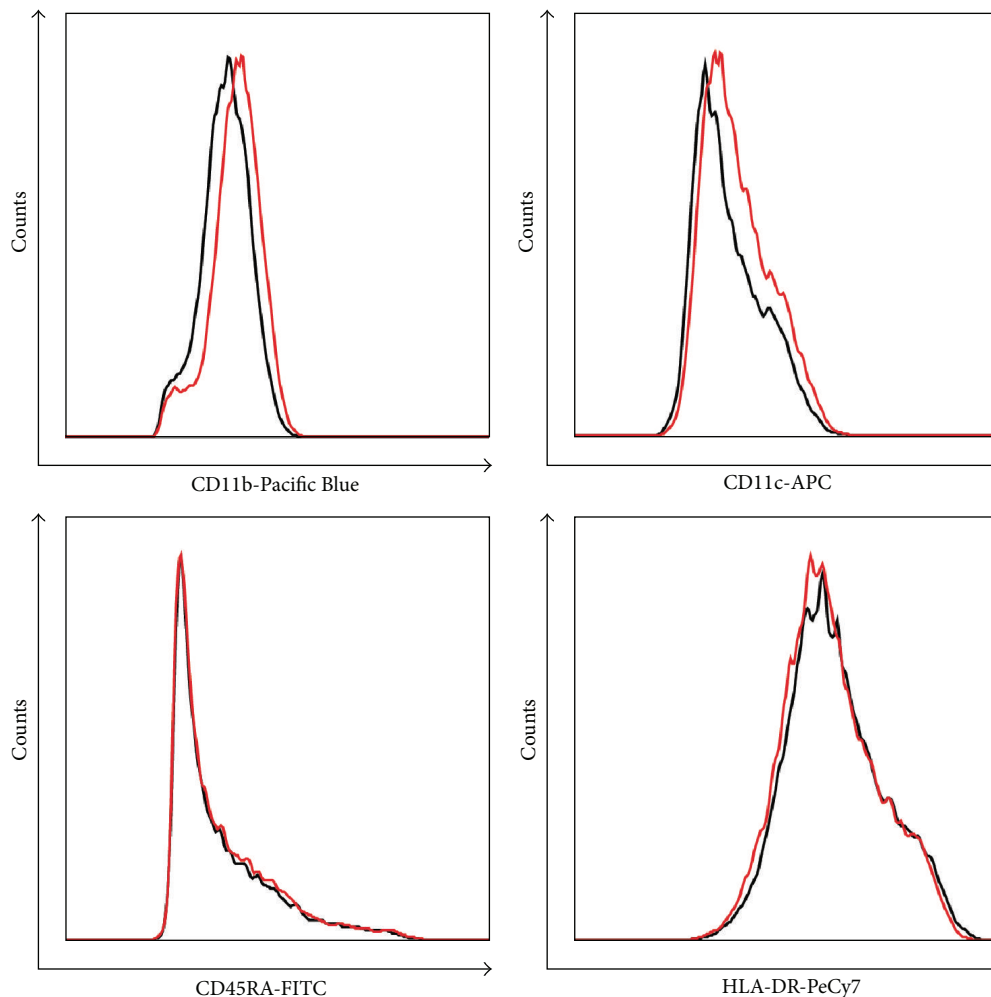 Counts
CD11b-Pacific Blue
Counts
CD11c-APC
Counts
CD45RA-FITC
Counts
HLA-DR-PeCy7